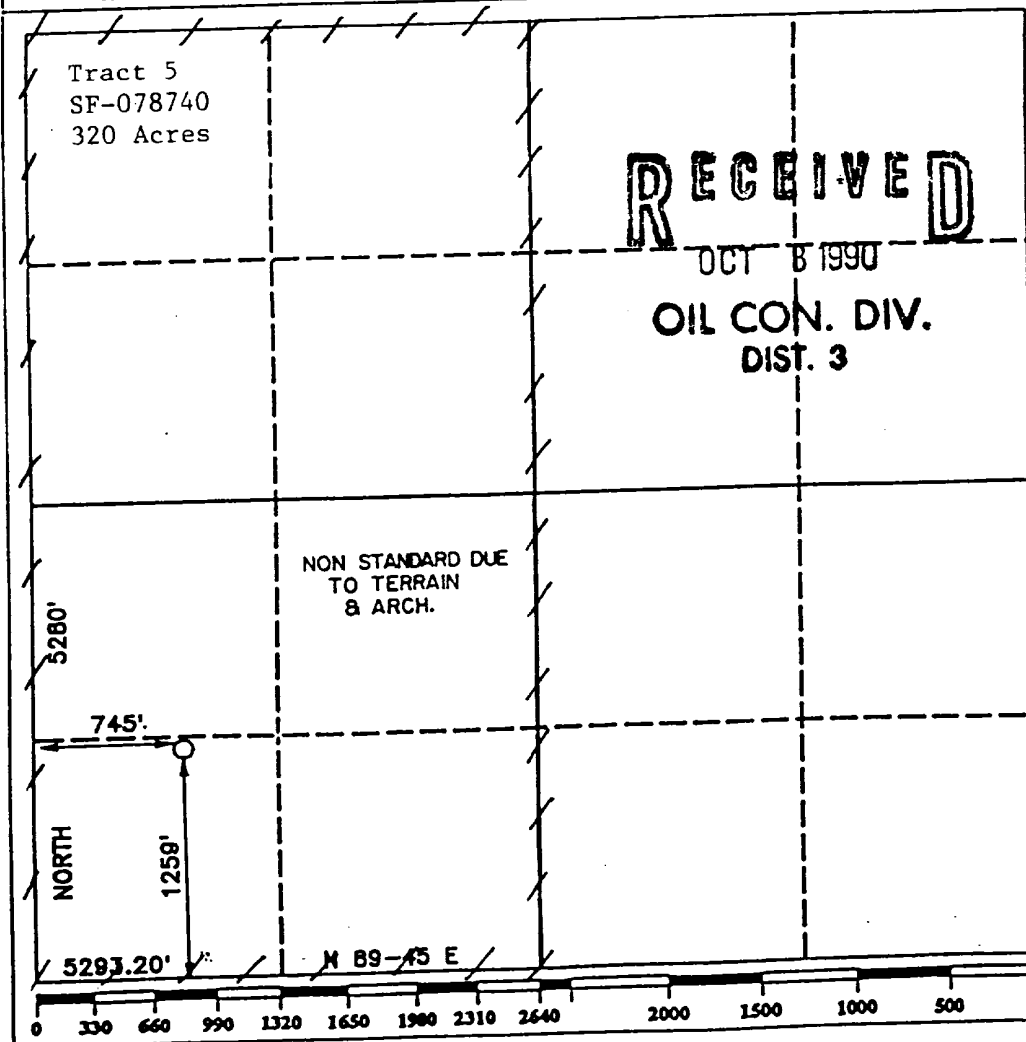 Tract 5
SF-078740
320 Acres
RECEIVED
OCT 8 1990
OIL CON. DIV.
DIST. 3
NON STANDARD DUE
TO TERRAIN
& ARCH.
5280'
745'.
NORTH
1259'
5293.20'
N 89-45 E
0 330 660 990 1320 1650 1980 2310 2640 2000 1500 1000 500